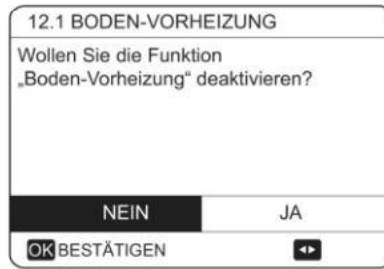 12.1 BODEN-VORHEIZUNG
Wollen Sie die Funktion
„Boden-Vorheizung“ deaktivieren?
NEIN JA
OK BESTÄTIGEN